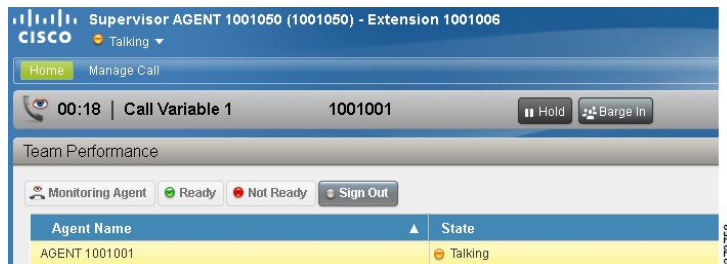 Supervisor AGENT 1001050 (1001050) - Extension 1001006
CISCO Talking
Home Manage Call
00:18 | Call Variable 1 1001001 Hold Barge In
Team Performance
Monitoring Agent Ready Not Ready Sign Out
Agent Name State
AGENT 1001001 Talking